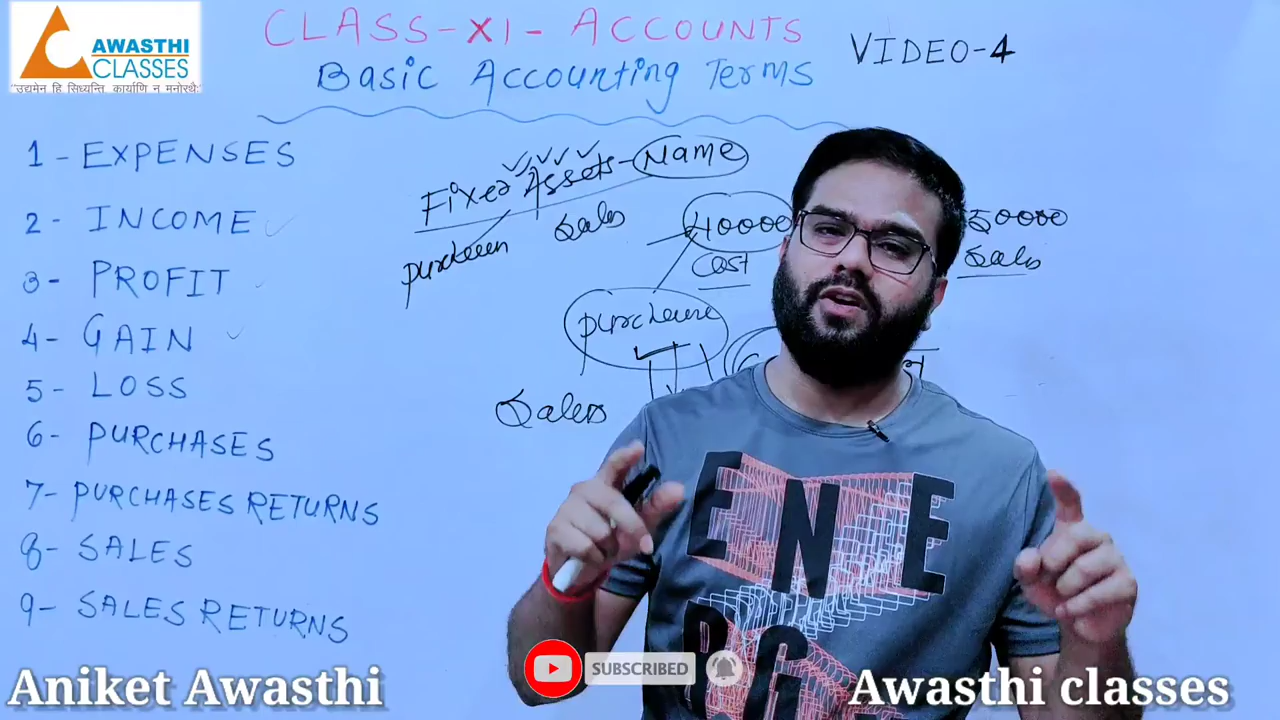 AWASTHI
CLASSES
"उद्यमेन हि सिध्यन्ति, कार्याणि न मनोरथैः"
CLASS-XI- ACCOUNTS
Basic Accounting Terms
VIDEO-4
1 - EXPENSES
2- INCOME
3- PROFIT
4- GAIN
5- LOSS
6- PURCHASES
7- PURCHASES RETURNS
8- SALES
9- SALES RETURNS
Fixed Assets - Name
Sales
40000
Cost
50000
Sales
Sales
ENE
SUBSCRIBED
Aniket Awasthi
Awasthi classes